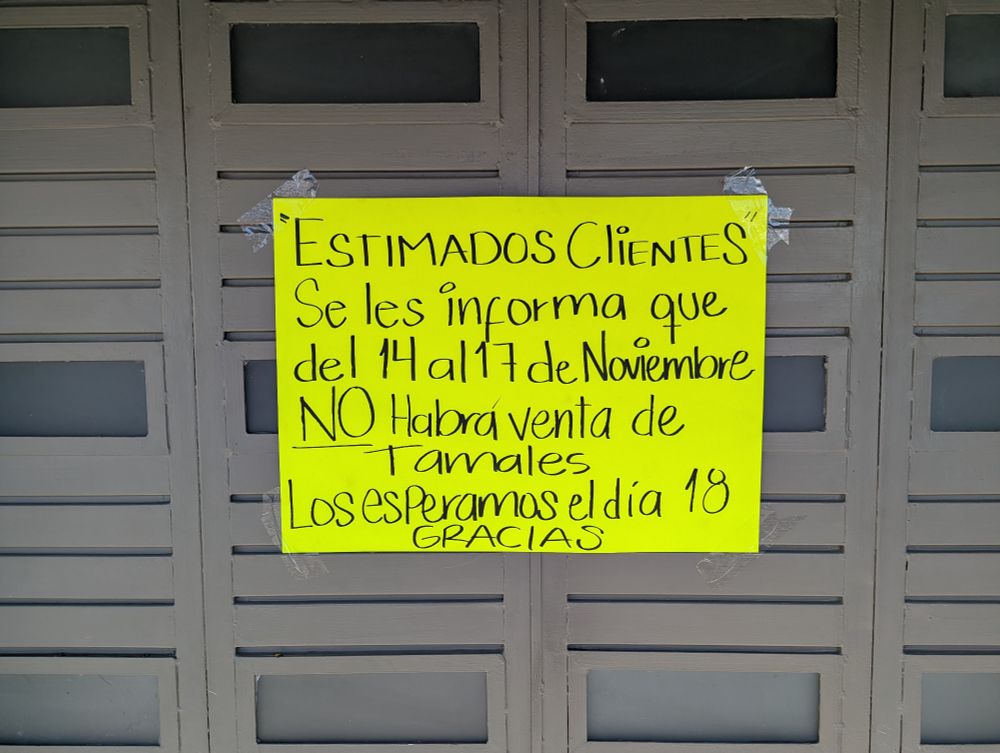 "ESTIMADOS CliENTES"
Se les informa que
del 14 al 17 de Noviembre
NO Habrá venta de
Tamales
Los esperamos el día 18
GRACIAS